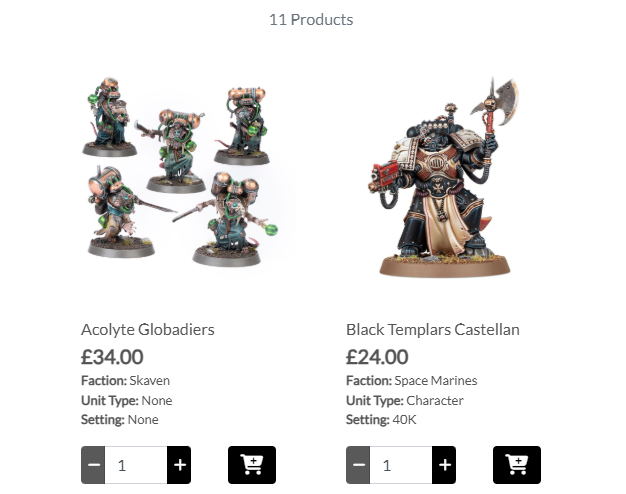 11 Products
Acolyte Globadiers
£34.00
Faction: Skaven
Unit Type: None
Setting: None
1
Black Templars Castellan
£24.00
Faction: Space Marines
Unit Type: Character
Setting: 40K
1